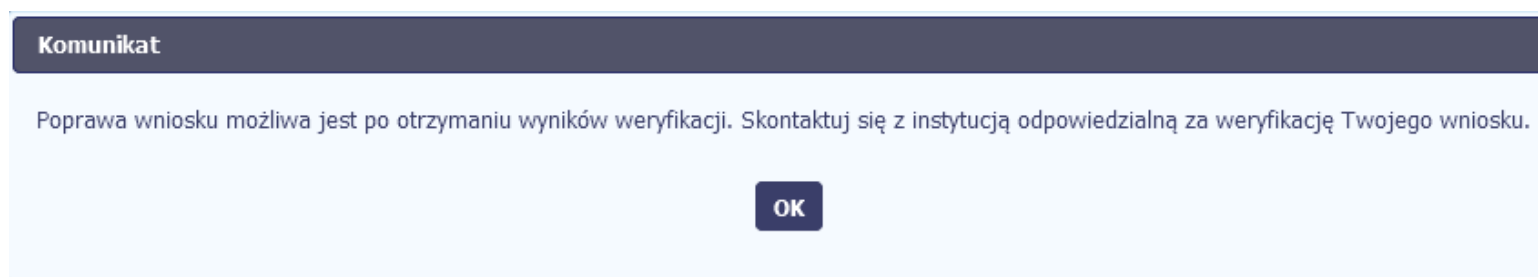 Komunikat
Poprawa wniosku możliwa jest po otrzymaniu wyników weryfikacji. Skontaktuj się z instytucją odpowiedzialną za weryfikację Twojego wniosku.
OK